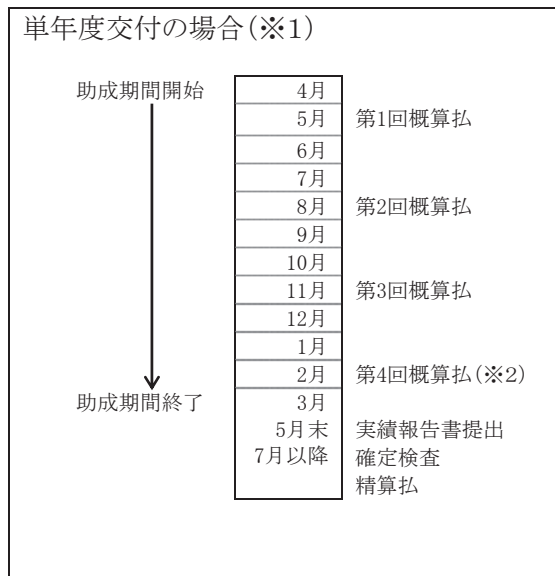 単年度交付の場合(※1)
助成期間開始 4月
5月 第1回概算払
6月
7月
8月 第2回概算払
9月
10月
11月 第3回概算払
12月
1月
2月 第4回概算払(※2)
助成期間終了 3月
5月末 実績報告書提出
7月以降 確定検査
精算払